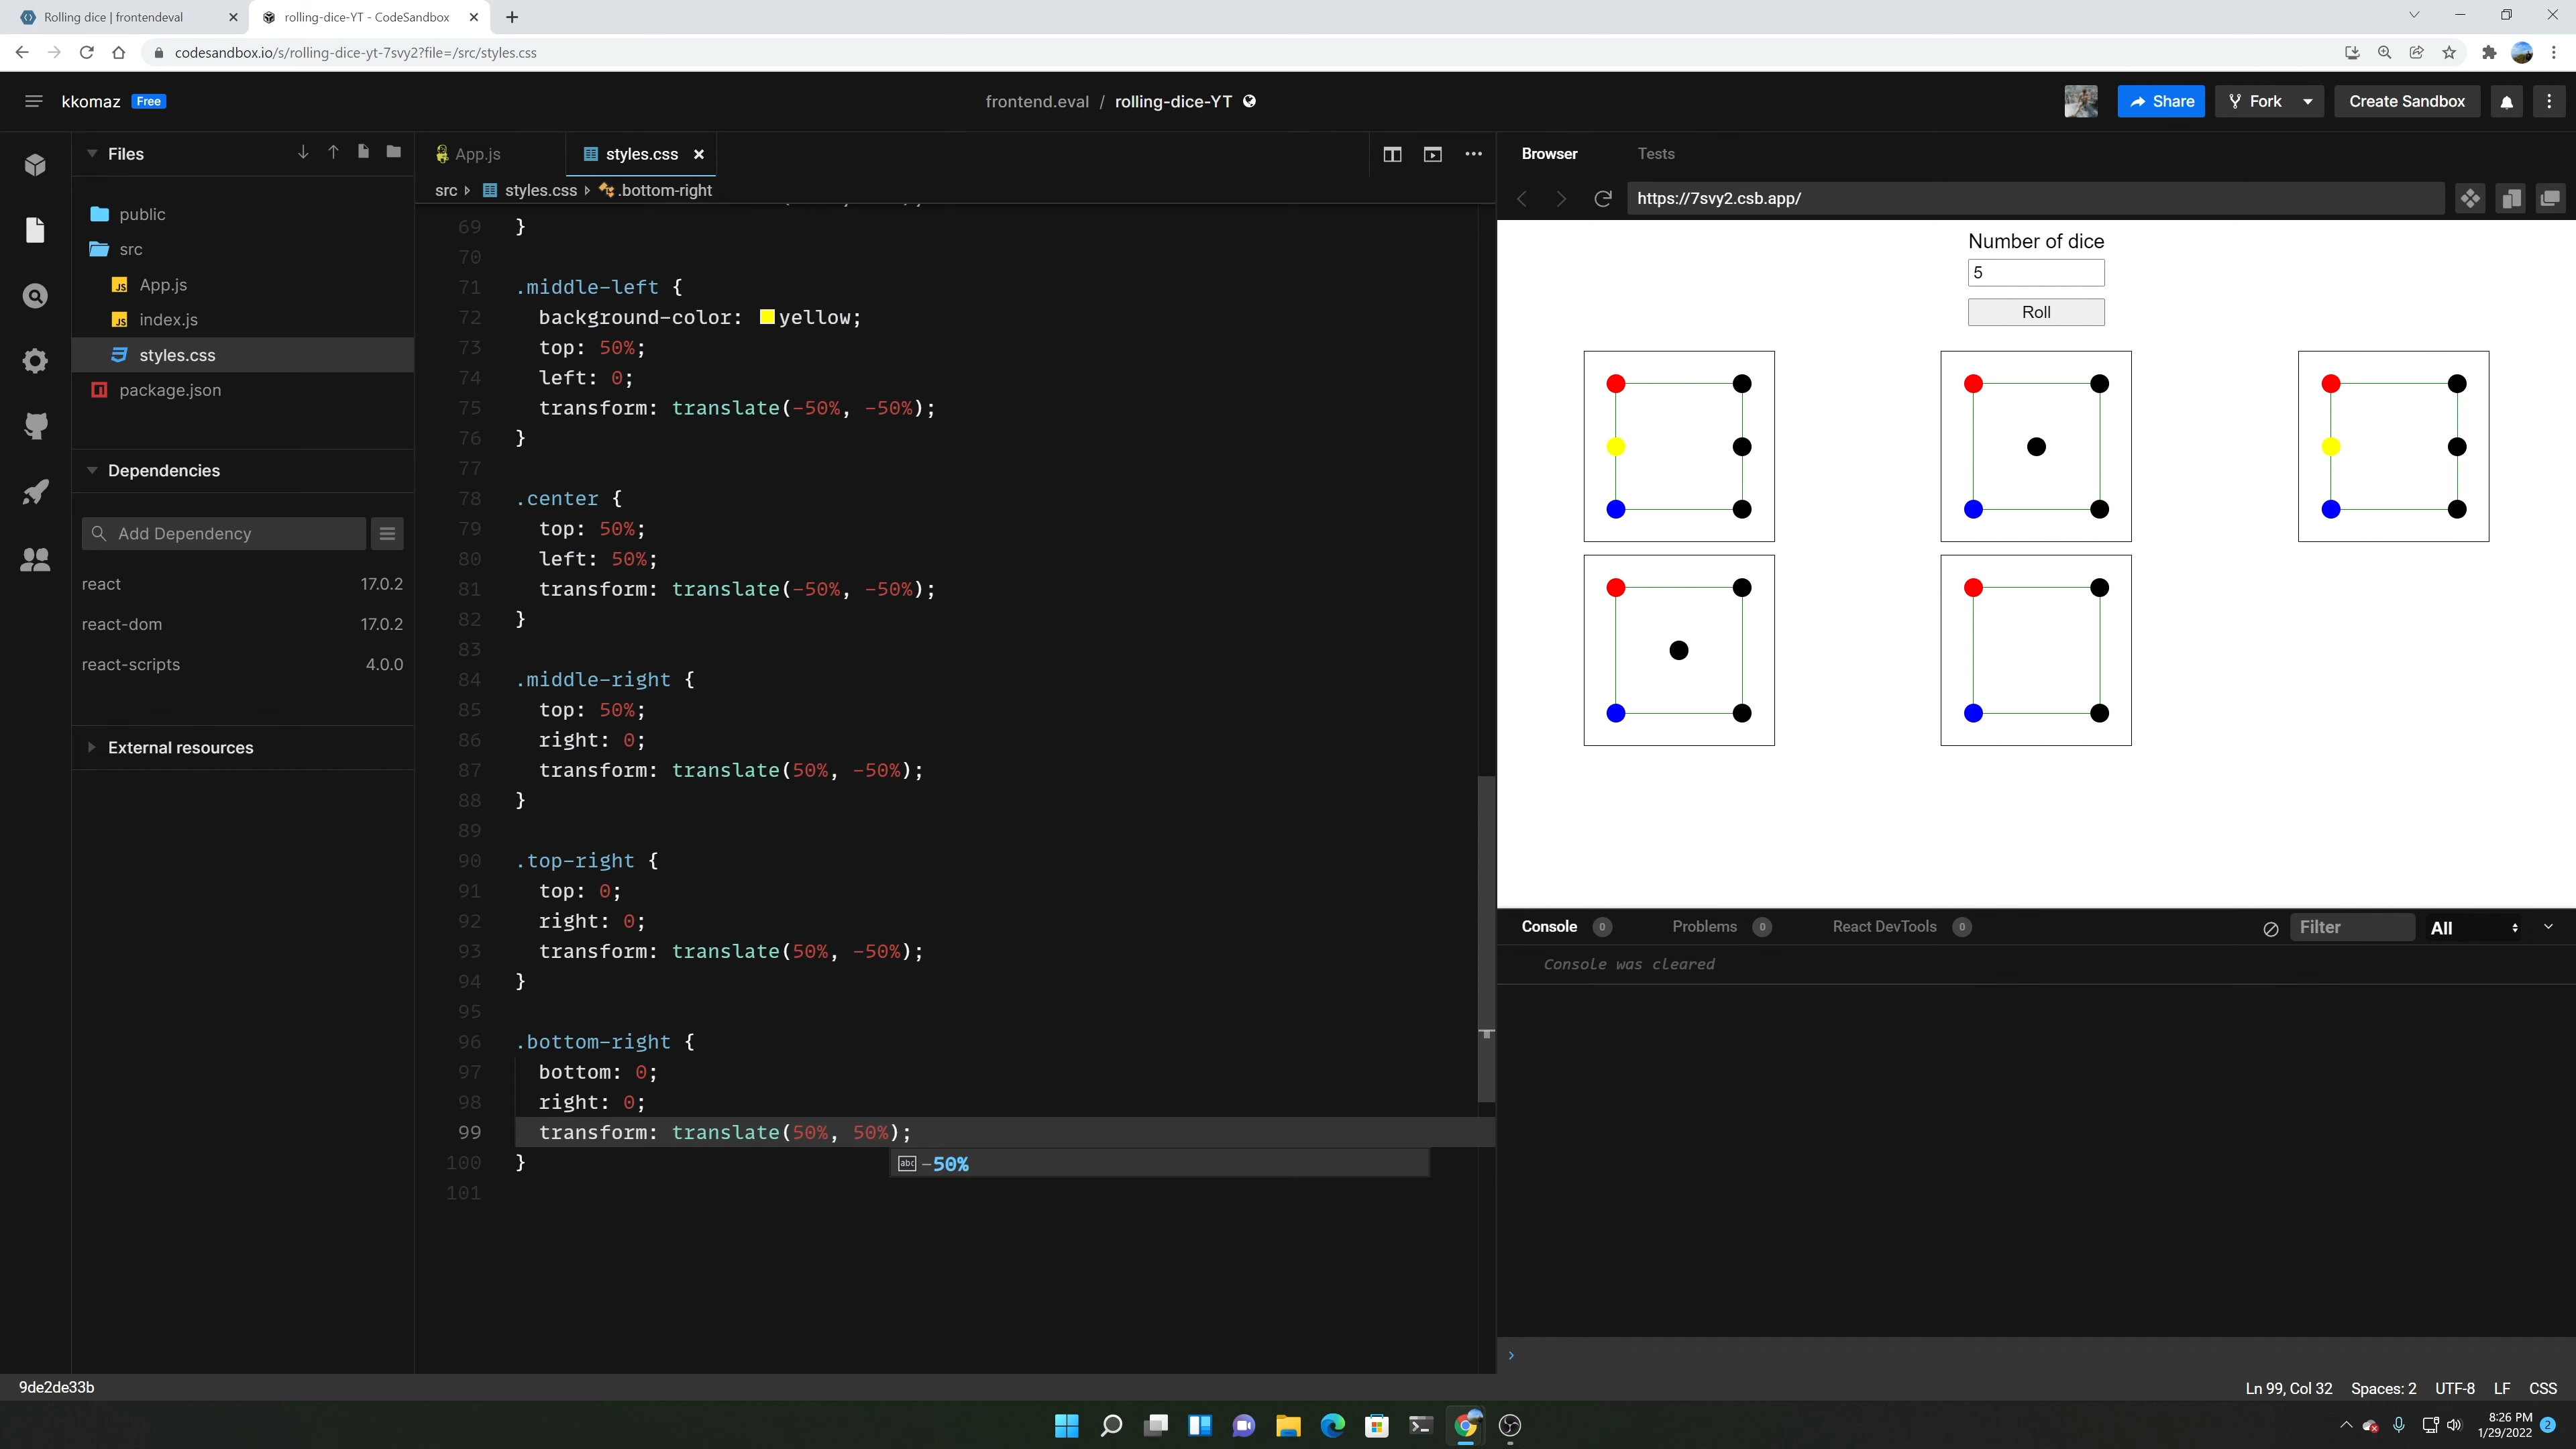 Rolling dice | frontendeval
rolling-dice-YT - CodeSandbox
codesandbox.io/s/rolling-dice-yt-7svy2?file=/src/styles.css
kkomaz Free
frontend.eval / rolling-dice-YT
Share
Fork
Create Sandbox
Files
public
src
App.js
index.js
styles.css
package.json
Dependencies
Add Dependency
react 17.0.2
react-dom 17.0.2
react-scripts 4.0.0
External resources
App.js
styles.css
src styles.css .bottom-right
69 }
70
71 .middle-left {
72 background-color: yellow;
73 top: 50%;
74 left: 0;
75 transform: translate(-50%, -50%);
76 }
77
78 .center {
79 top: 50%;
80 left: 50%;
81 transform: translate(-50%, -50%);
82 }
83
84 .middle-right {
85 top: 50%;
86 right: 0;
87 transform: translate(50%, -50%);
88 }
89
90 .top-right {
91 top: 0;
92 right: 0;
93 transform: translate(50%, -50%);
94 }
95
96 .bottom-right {
97 bottom: 0;
98 right: 0;
99 transform: translate(50%, 50%);
100 }
abc -50%
101
Browser Tests
https://7svy2.csb.app/
Number of dice
5
Roll
Console 0 Problems 0 React DevTools 0 Filter All
Console was cleared
9de2de33b
Ln 99, Col 32 Spaces: 2 UTF-8 LF CSS
8:26 PM
1/29/2022
2